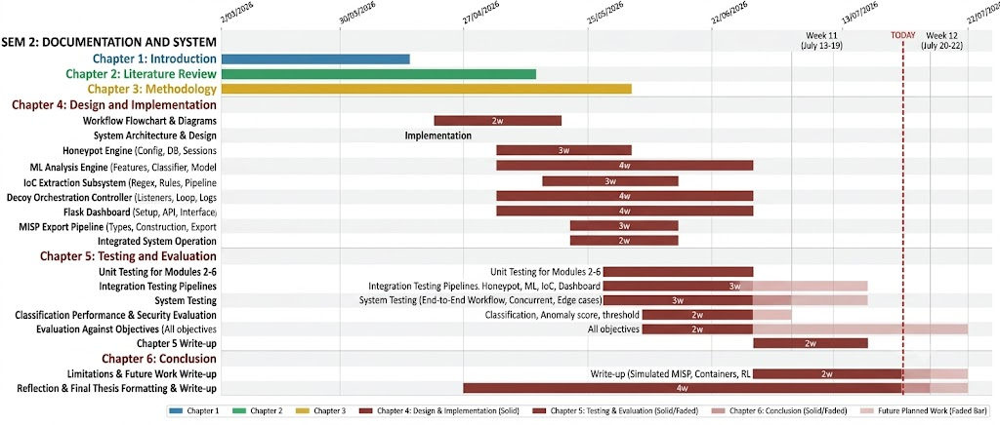 2/03/2026 30/03/2026 27/04/2026 25/05/2026 22/06/2026 13/07/2026 22/07/2026
SEM 2: DOCUMENTATION AND SYSTEM
Week 11 TODAY Week 12
(July 13-19) (July 20-22)
Chapter 1: Introduction
Chapter 2: Literature Review
Chapter 3: Methodology
Chapter 4: Design and Implementation
Workflow Flowchart & Diagrams 2w
System Architecture & Design Implementation
Honeypot Engine (Config, DB, Sessions 3w
ML Analysis Engine (Features, Classifier, Model 4w
IoC Extraction Subsystem (Regex, Rules, Pipeline 3w
Decoy Orchestration Controller (Listeners, Loop, Logs 4w
Flask Dashboard (Setup, API, Interface) 4w
MISP Export Pipeline (Types, Construction, Export 3w
Integrated System Operation 2w
Chapter 5: Testing and Evaluation
Unit Testing for Modules 2-6 Unit Testing for Modules 2-6
Integration Testing Pipelines Integration Testing Pipelines. Honeypot, ML, IoC, Dashboard 3w
System Testing System Testing (End-to-End Workflow, Concurrent, Edge cases) 3w
Classification Performance & Security Evaluation Classification, Anomaly score, threshold 2w
Evaluation Against Objectives (All objectives All objectives 2w
Chapter 5 Write-up 2w
Chapter 6: Conclusion
Limitations & Future Work Write-up Write-up (Simulated MISP, Containers, RL 2w
Reflection & Final Thesis Formatting & Write-up 4w
Chapter 1 Chapter 2 Chapter 3 Chapter 4: Design & Implementation (Solid) Chapter 5: Testing & Evaluation (Solid/Faded) Chapter 6: Conclusion (Solid/Faded) Future Planned Work (Faded Bar)